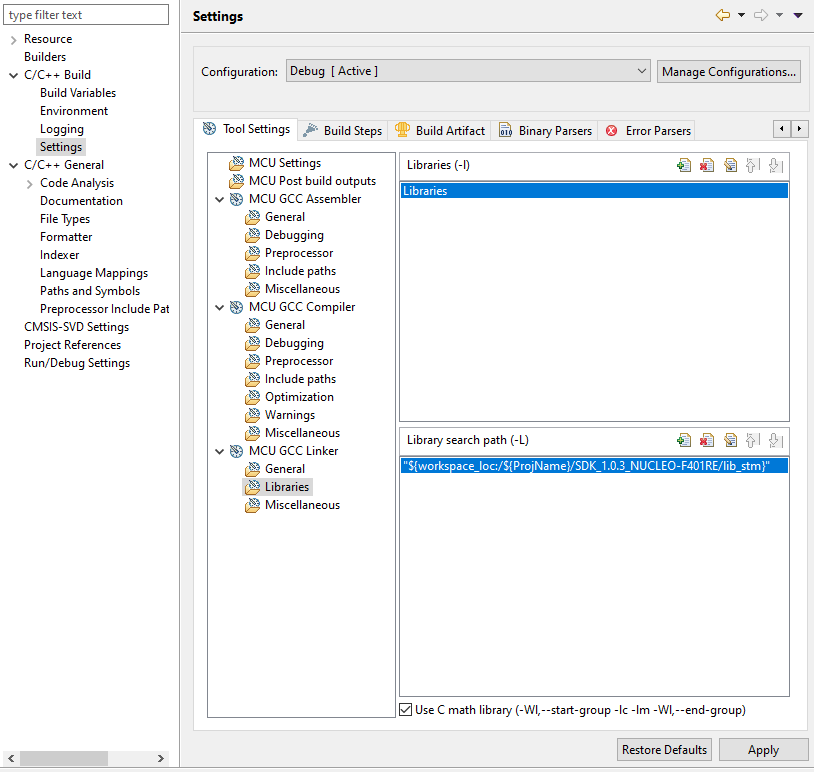 type filter text
Resource
Builders
C/C++ Build
Build Variables
Environment
Logging
Settings
C/C++ General
Code Analysis
Documentation
File Types
Formatter
Indexer
Language Mappings
Paths and Symbols
Preprocessor Include Pat
CMSIS-SVD Settings
Project References
Run/Debug Settings
Settings
Configuration: Debug [ Active ] Manage Configurations...
Tool Settings Build Steps Build Artifact Binary Parsers Error Parsers
MCU Settings
MCU Post build outputs
MCU GCC Assembler
General
Debugging
Preprocessor
Include paths
Miscellaneous
MCU GCC Compiler
General
Debugging
Preprocessor
Include paths
Optimization
Warnings
Miscellaneous
MCU GCC Linker
General
Libraries
Miscellaneous
Libraries (-l)
Libraries
Library search path (-L)
"${workspace_loc:/${ProjName}/SDK_1.0.3_NUCLEO-F401RE/lib_stm}"
Use C math library (-Wl,--start-group -lc -lm -Wl,--end-group)
Restore Defaults Apply